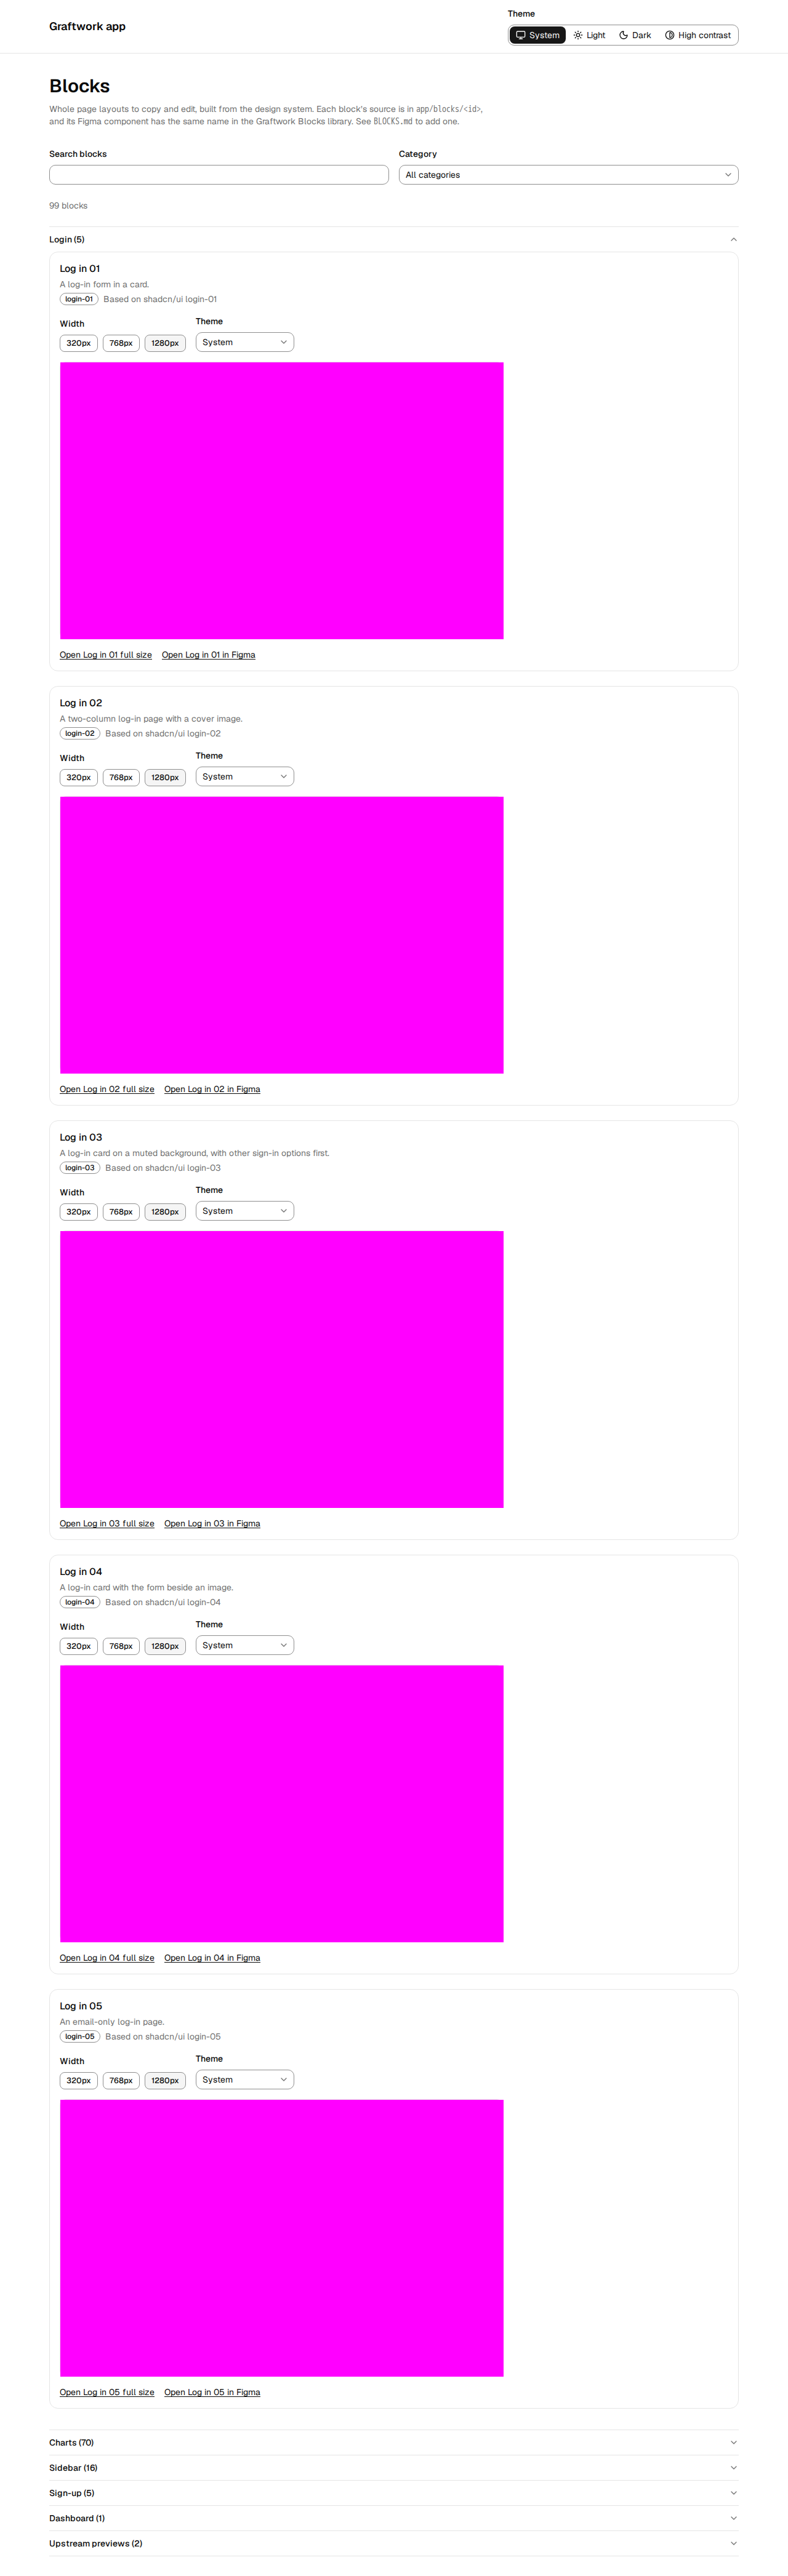 Graftwork app
Theme
System
Light
Dark
High contrast
Blocks
Whole page layouts to copy and edit, built from the design system. Each block's source is in app/blocks/<id>,
and its Figma component has the same name in the Graftwork Blocks library. See BLOCKS.md to add one.
Search blocks
Category
All categories
99 blocks
Login (5)
Log in 01
A log-in form in a card.
login-01 Based on shadcn/ui login-01
Width
Theme
320px 768px 1280px System
Open Log in 01 full size Open Log in 01 in Figma
Log in 02
A two-column log-in page with a cover image.
login-02 Based on shadcn/ui login-02
Width
Theme
320px 768px 1280px System
Open Log in 02 full size Open Log in 02 in Figma
Log in 03
A log-in card on a muted background, with other sign-in options first.
login-03 Based on shadcn/ui login-03
Width
Theme
320px 768px 1280px System
Open Log in 03 full size Open Log in 03 in Figma
Log in 04
A log-in card with the form beside an image.
login-04 Based on shadcn/ui login-04
Width
Theme
320px 768px 1280px System
Open Log in 04 full size Open Log in 04 in Figma
Log in 05
An email-only log-in page.
login-05 Based on shadcn/ui login-05
Width
Theme
320px 768px 1280px System
Open Log in 05 full size Open Log in 05 in Figma
Charts (70)
Sidebar (16)
Sign-up (5)
Dashboard (1)
Upstream previews (2)